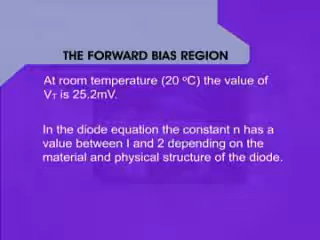 THE FORWARD BIAS REGION
At room temperature (20 ºC) the value of
VT is 25.2mV.
In the diode equation the constant n has a
value between I and 2 depending on the
material and physical structure of the diode.